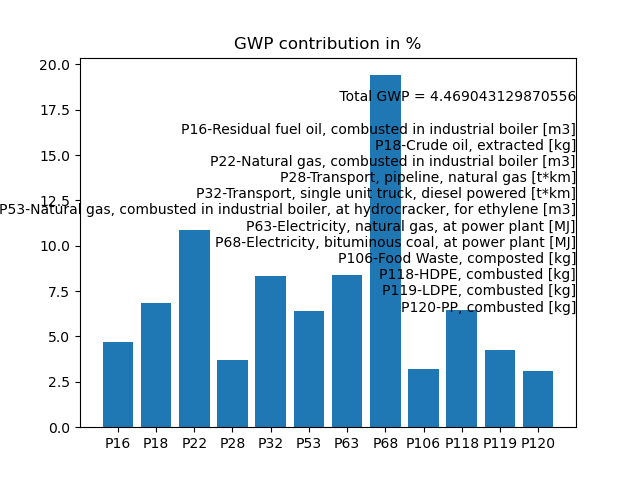 GWP contribution in %
20.0
Total GWP = 4.469043129870556
17.5
P16-Residual fuel oil, combusted in industrial boiler [m3]
P18-Crude oil, extracted [kg]
15.0
P22-Natural gas, combusted in industrial boiler [m3]
P28-Transport, pipeline, natural gas [t*km]
P32-Transport, single unit truck, diesel powered [t*km]
12.5
P53-Natural gas, combusted in industrial boiler, at hydrocracker, for ethylene [m3]
P63-Electricity, natural gas, at power plant [MJ]
10.0
P68-Electricity, bituminous coal, at power plant [MJ]
P106-Food Waste, composted [kg]
P118-HDPE, combusted [kg]
7.5
P119-LDPE, combusted [kg]
P120-PP, combusted [kg]
5.0
2.5
0.0
P16 P18 P22 P28 P32 P53 P63 P68 P106 P118 P119 P120